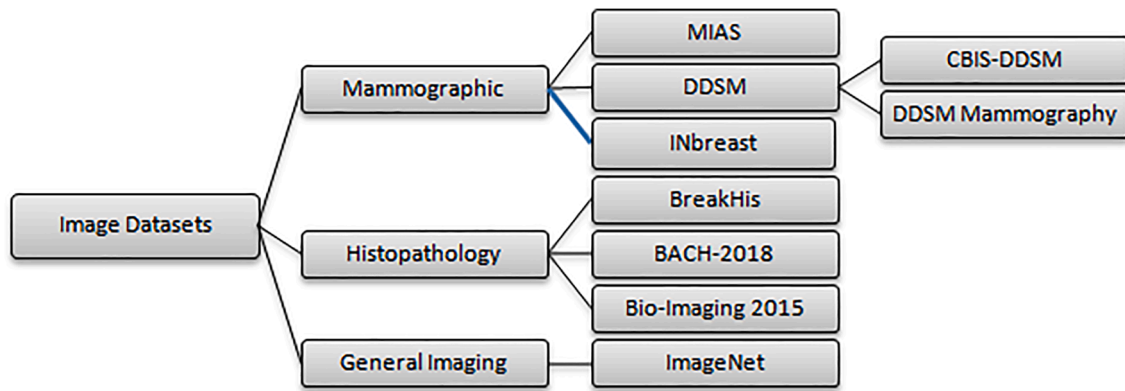 Image Datasets
Mammographic
MIAS
DDSM
CBIS-DDSM
DDSM Mammography
INbreast
Histopathology
BreakHis
BACH-2018
Bio-Imaging 2015
General Imaging
ImageNet